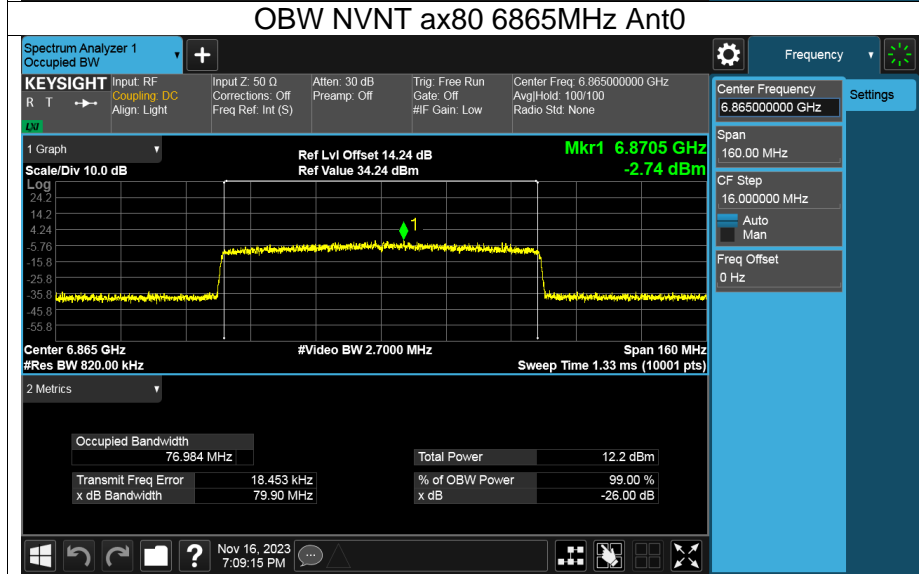 OBW NVNT ax80 6865MHz Ant0
Spectrum Analyzer 1
Occupied BW
Frequency
KEYSIGHT
R T
LXI
Input: RF
Coupling: DC
Align: Light
Input Z: 50 Ω
Corrections: Off
Freq Ref: Int (S)
Atten: 30 dB
Preamp: Off
Trig: Free Run
Gate: Off
#IF Gain: Low
Center Freq: 6.865000000 GHz
Avg|Hold: 100/100
Radio Std: None
Center Frequency
6.865000000 GHz
Settings
Span
160.00 MHz
CF Step
16.000000 MHz
Auto
Man
Freq Offset
0 Hz
1 Graph
Scale/Div 10.0 dB
Ref Lvl Offset 14.24 dB
Ref Value 34.24 dBm
Mkr1 6.8705 GHz
-2.74 dBm
Log
24.2
14.2
4.24
-5.76
-15.8
-25.8
-35.8
-45.8
-55.8
1
Center 6.865 GHz
#Res BW 820.00 kHz
#Video BW 2.7000 MHz
Span 160 MHz
Sweep Time 1.33 ms (10001 pts)
2 Metrics
Occupied Bandwidth
76.984 MHz
Total Power 12.2 dBm
Transmit Freq Error 18.453 kHz
% of OBW Power 99.00 %
x dB Bandwidth 79.90 MHz
x dB -26.00 dB
?
Nov 16, 2023
7:09:15 PM